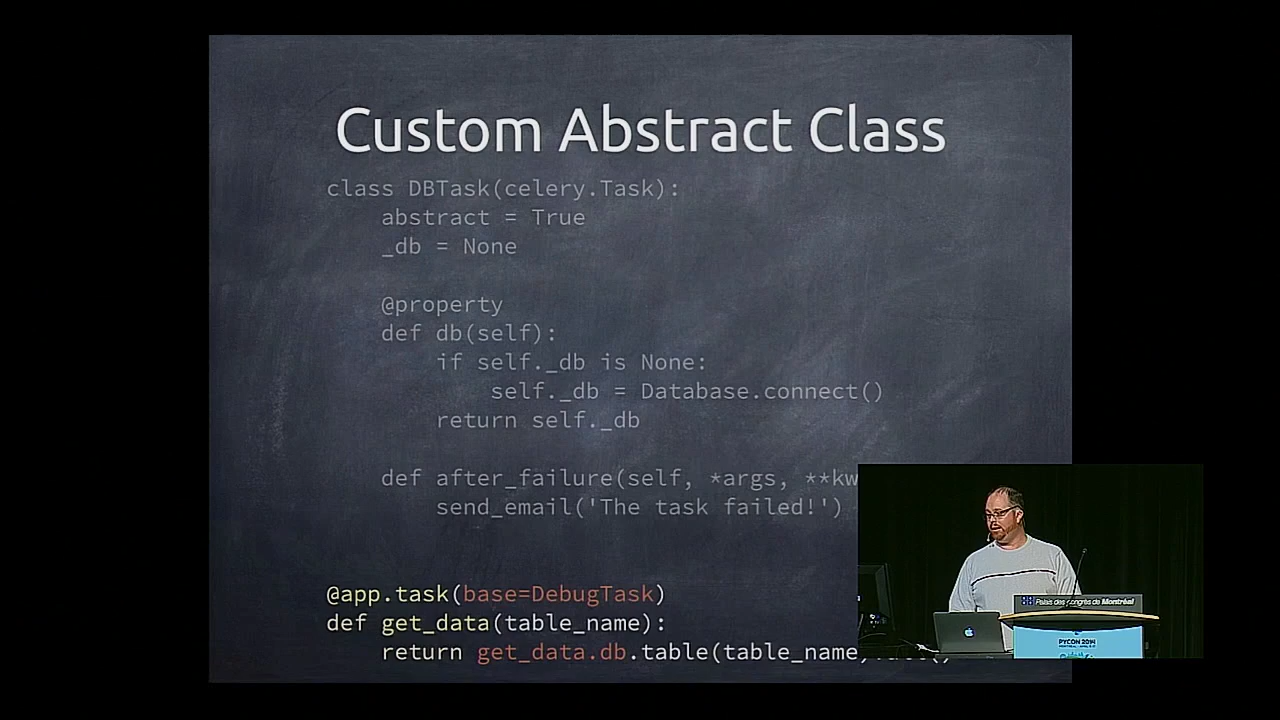 Custom Abstract Class
class DBTask(celery.Task):
abstract = True
_db = None
@property
def db(self):
if self._db is None:
self._db = Database.connect()
return self._db
def after_failure(self, *args, **kw
send_email('The task failed!')
@app.task(base=DebugTask)
def get_data(table_name):
return get_data.db.table(table_name)
Palais des congrès de Montréal
PYCON 2014